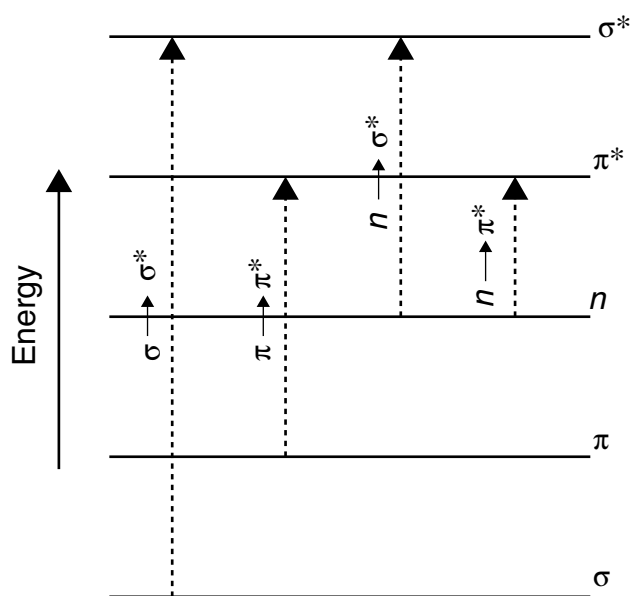 σ*
π*
n
π
σ
Energy
σ → σ*
π → π*
n → σ*
n → π*